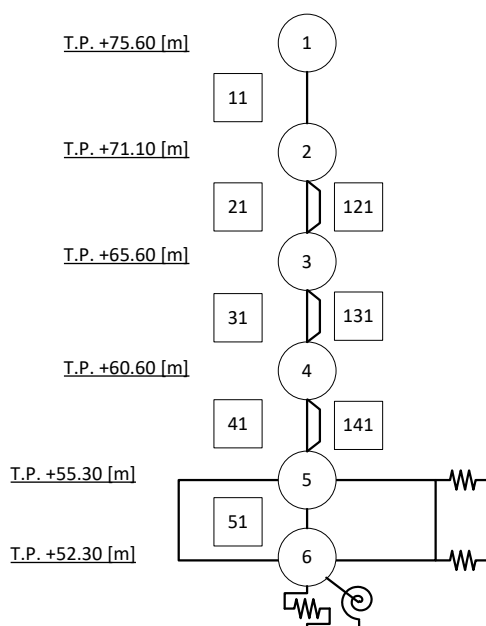 T.P. +75.60 [m] 1
11
T.P. +71.10 [m] 2
21 121
T.P. +65.60 [m] 3
31 131
T.P. +60.60 [m] 4
41 141
T.P. +55.30 [m] 5
51
T.P. +52.30 [m] 6